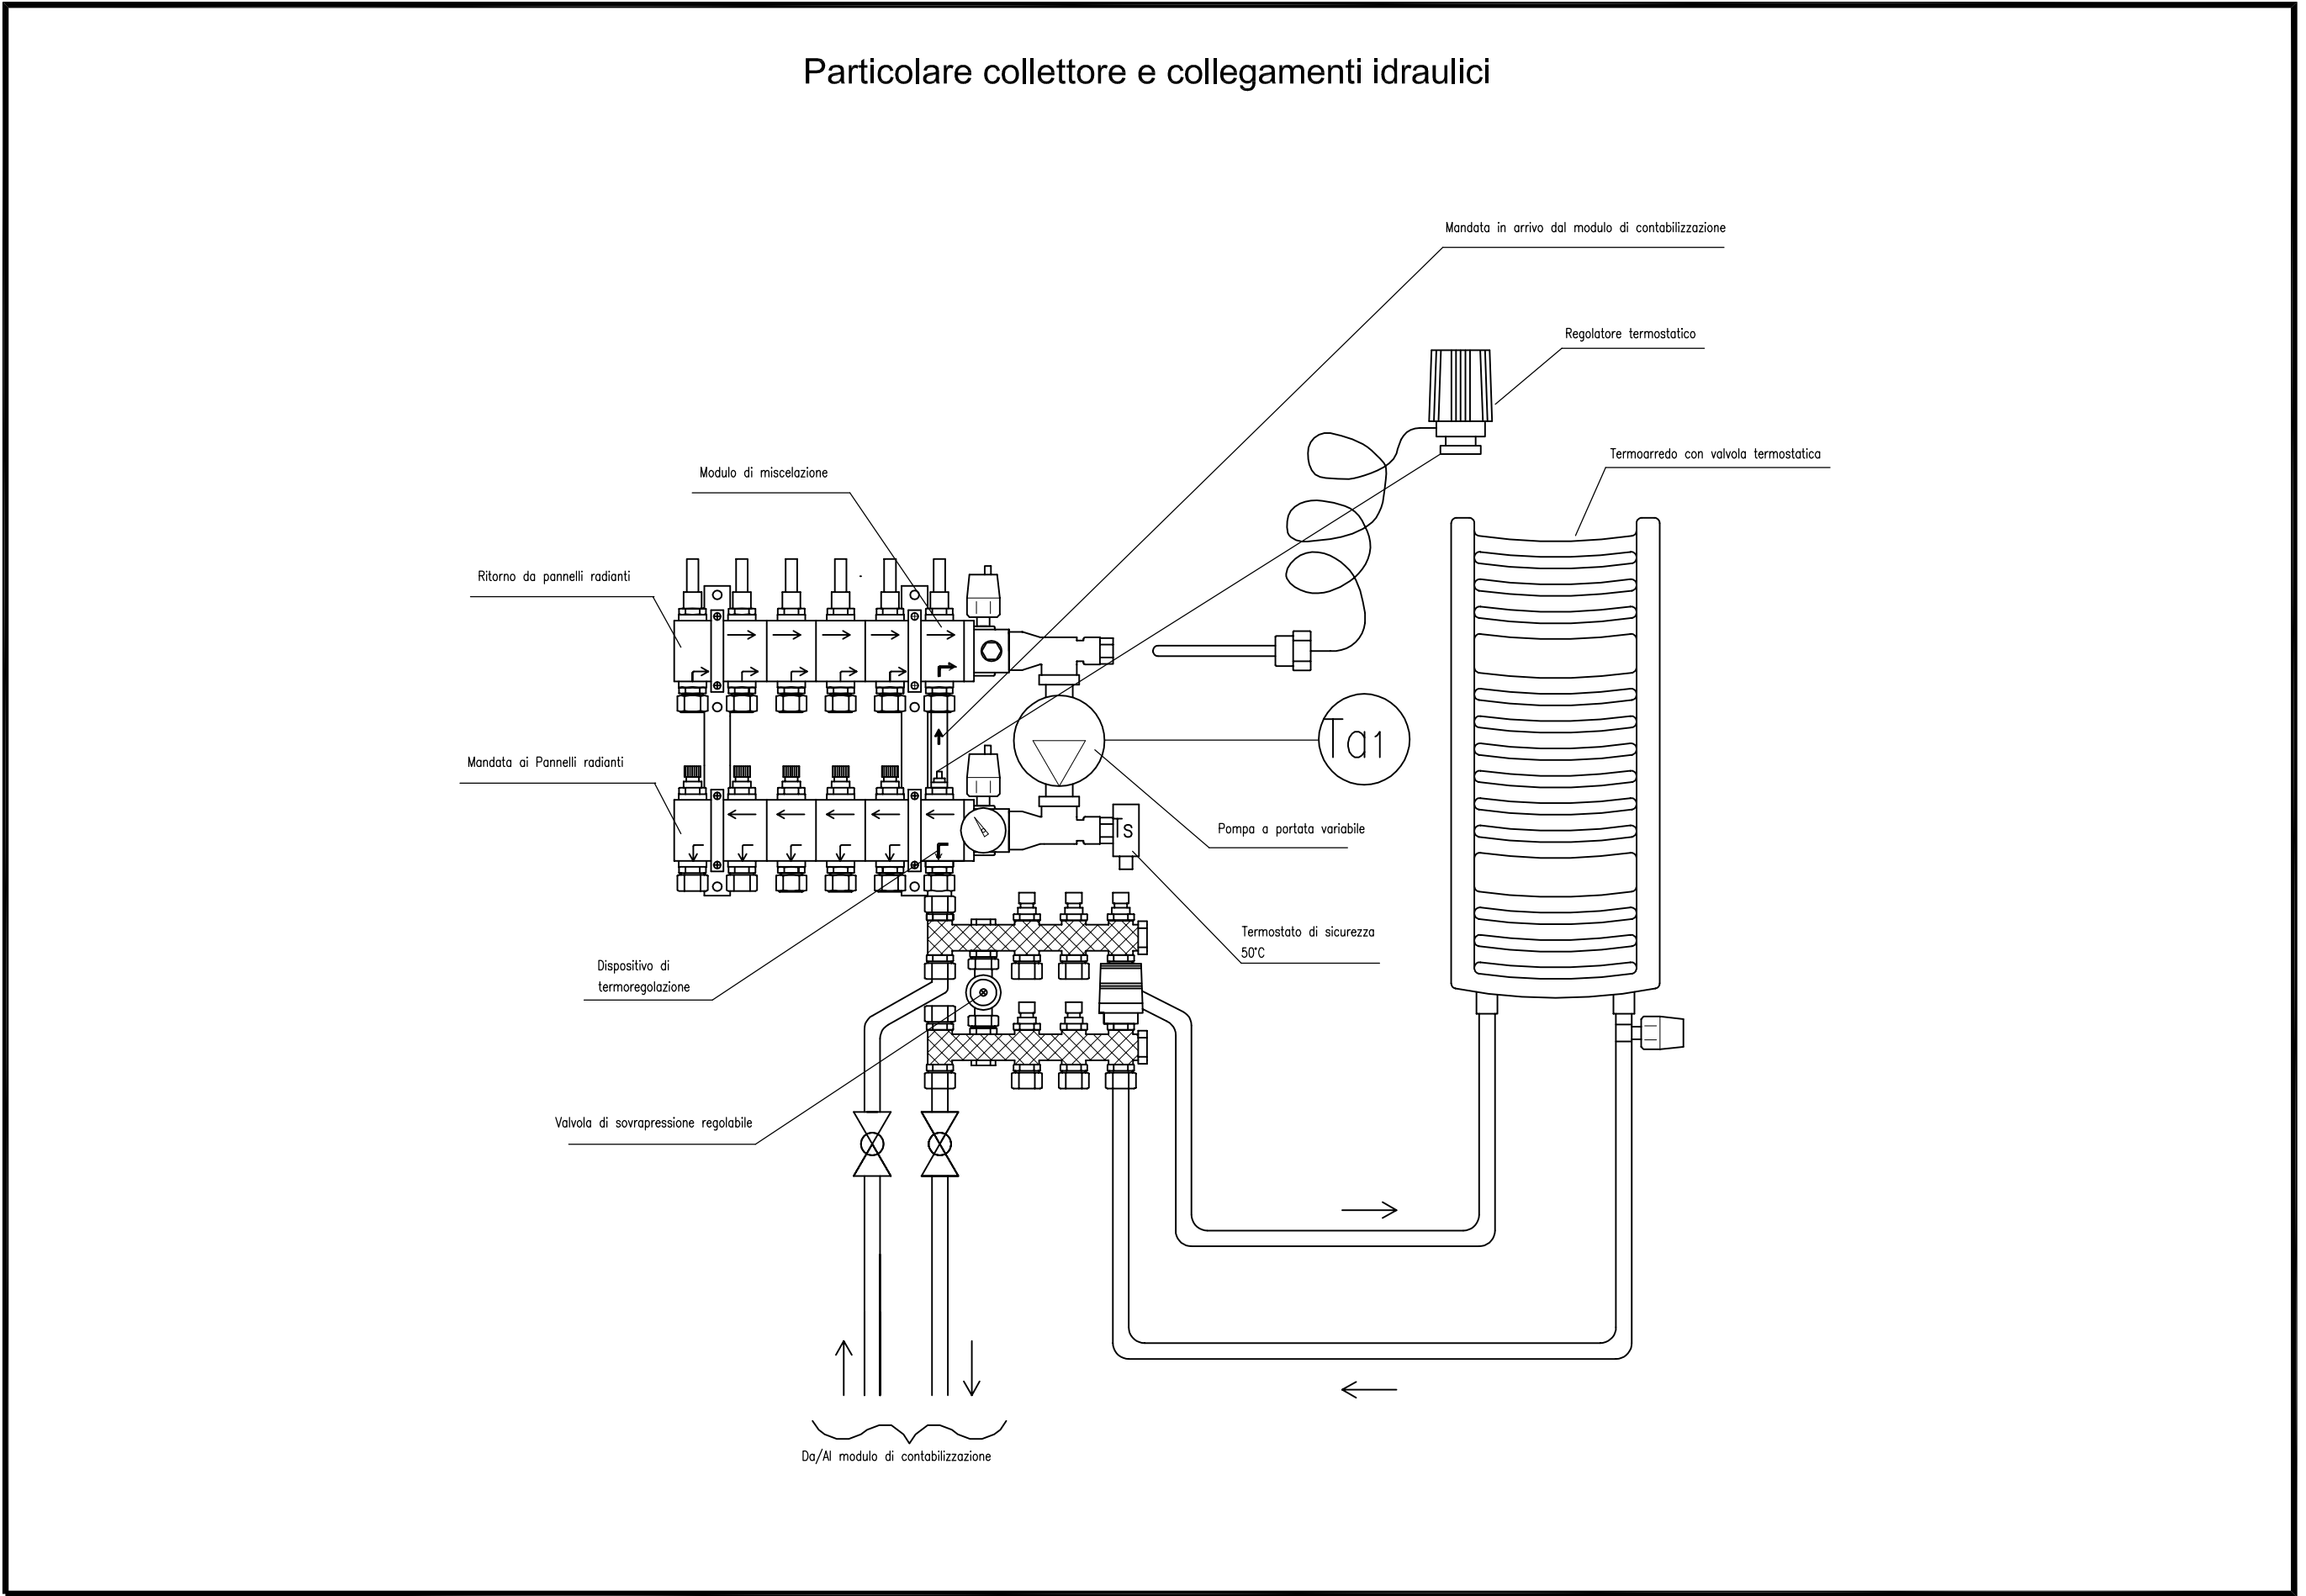 Particolare collettore e collegamenti idraulici
Mandata in arrivo dal modulo di contabilizzazione
Regolatore termostatico
Termoarredo con valvola termostatica
Modulo di miscelazione
Ritorno da pannelli radianti
Ta1
Mandata ai Pannelli radianti
Ts
Pompa a portata variabile
Termostato di sicurezza
50°C
Dispositivo di
termoregolazione
Valvola di sovrapressione regolabile
Da/Al modulo di contabilizzazione